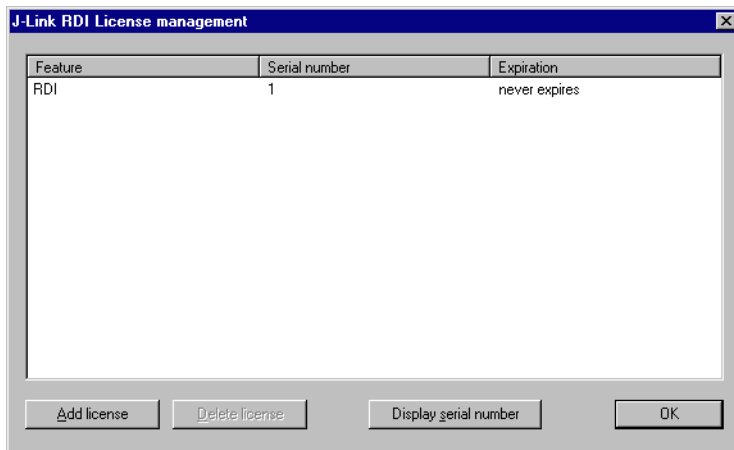 J-Link RDI License management
Feature Serial number Expiration
RDI 1 never expires
Add license Delete license Display serial number OK